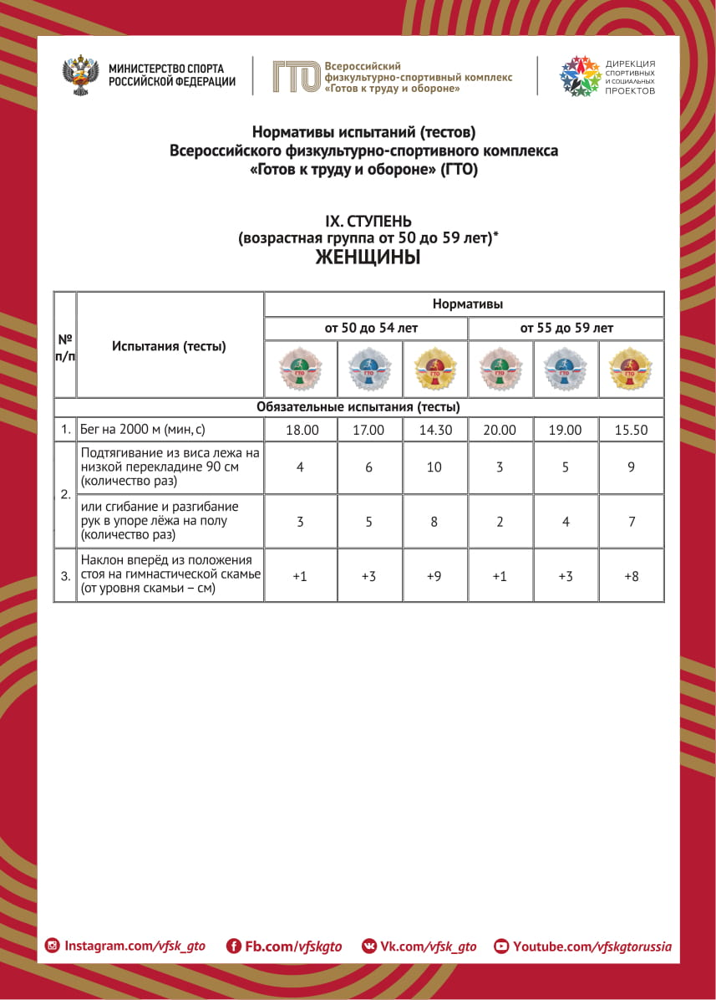 МИНИСТЕРСТВО СПОРТА
РОССИЙСКОЙ ФЕДЕРАЦИИ
ГТО
Всероссийский
физкультурно-спортивный комплекс
«Готов к труду и обороне»
ДИРЕКЦИЯ
СПОРТИВНЫХ
И СОЦИАЛЬНЫХ
ПРОЕКТОВ
Нормативы испытаний (тестов)
Всероссийского физкультурно-спортивного комплекса
«Готов к труду и обороне» (ГТО)
IX. СТУПЕНЬ
(возрастная группа от 50 до 59 лет)*
ЖЕНЩИНЫ
№
п/п
Испытания (тесты)
Нормативы
от 50 до 54 лет
от 55 до 59 лет
ГТО ГТО ГТО ГТО ГТО ГТО
Обязательные испытания (тесты)
1. Бег на 2000 м (мин, с) 18.00 17.00 14.30 20.00 19.00 15.50
2.
Подтягивание из виса лежа на
низкой перекладине 90 см 4 6 10 3 5 9
(количество раз)
или сгибание и разгибание
рук в упоре лёжа на полу 3 5 8 2 4 7
(количество раз)
Наклон вперёд из положения
3. стоя на гимнастической скамье +1 +3 +9 +1 +3 +8
(от уровня скамьи – см)
Instagram.com/vfsk_gto Fb.com/vfskgto Vk.com/vfsk_gto Youtube.com/vfskgtorussia